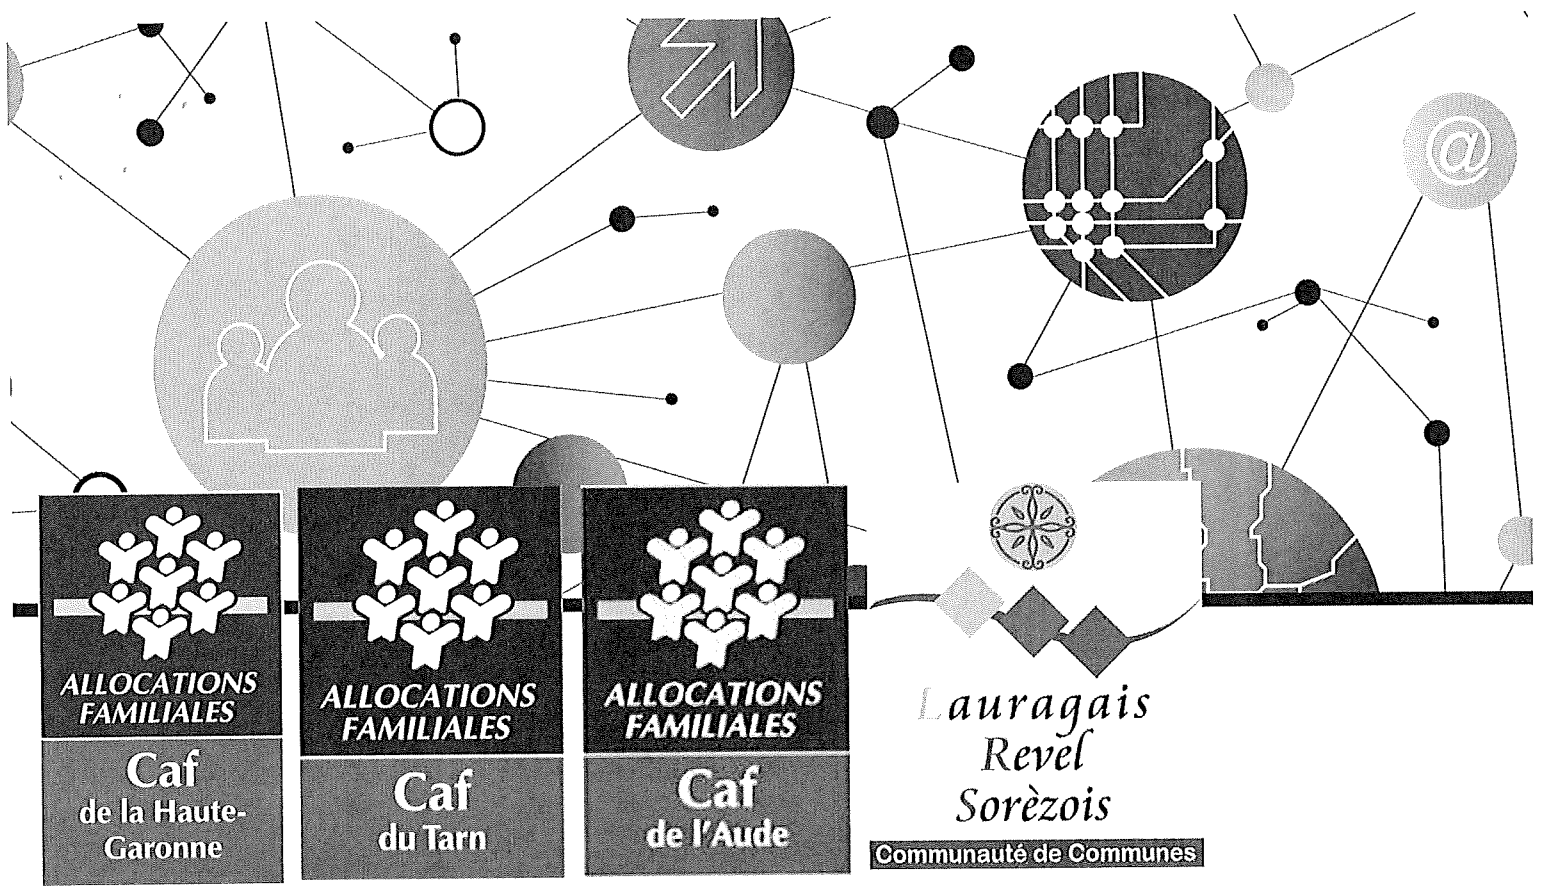 @
ALLOCATIONS
FAMILIALES
Caf
de la Haute-
Garonne
ALLOCATIONS
FAMILIALES
Caf
du Tarn
ALLOCATIONS
FAMILIALES
Caf
de l'Aude
Lauragais
Revel
Sorèzois
Communauté de Communes